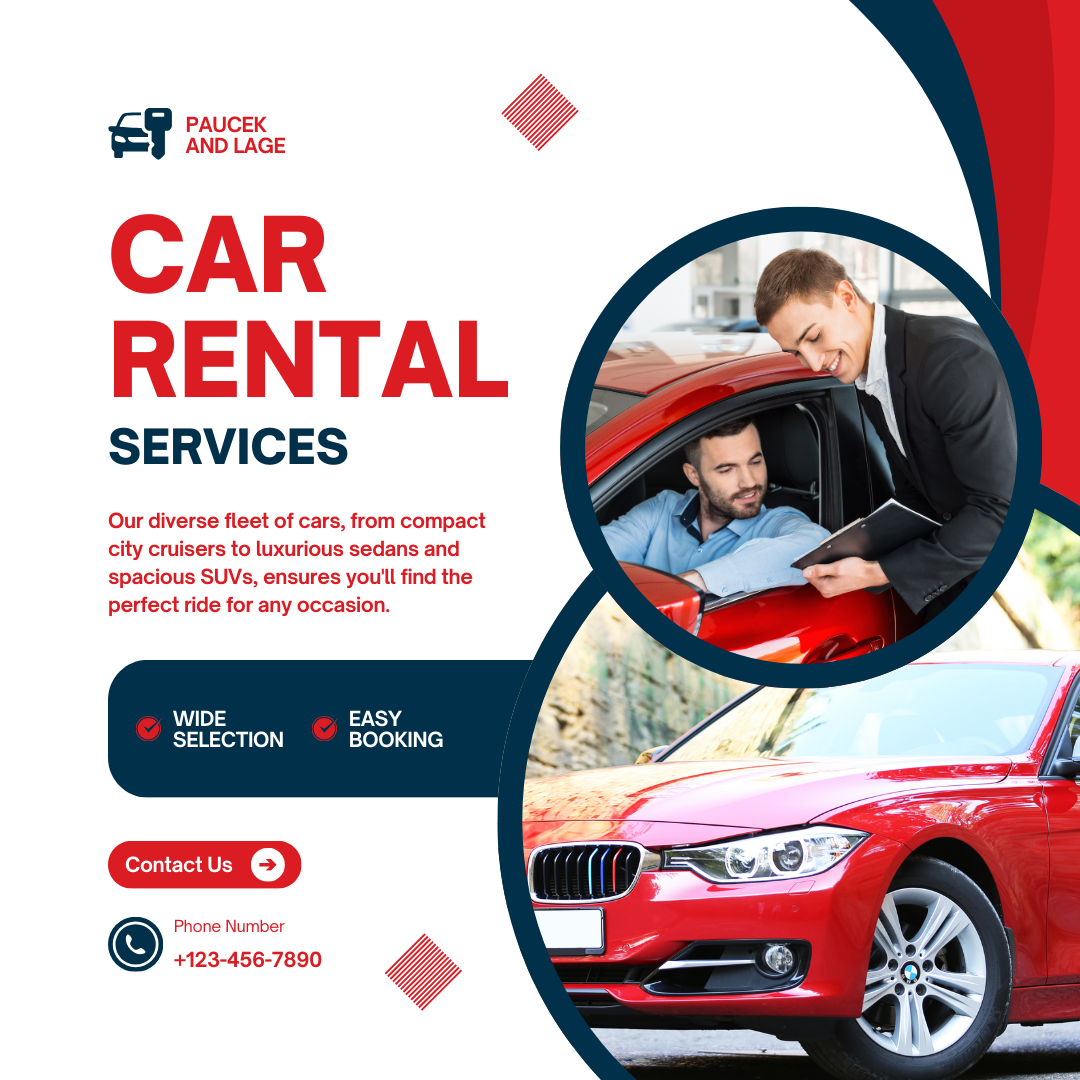 PAUCEK
AND LAGE
CAR
RENTAL
SERVICES
Our diverse fleet of cars, from compact
city cruisers to luxurious sedans and
spacious SUVs, ensures you'll find the
perfect ride for any occasion.
WIDE
SELECTION
EASY
BOOKING
Contact Us
Phone Number
+123-456-7890